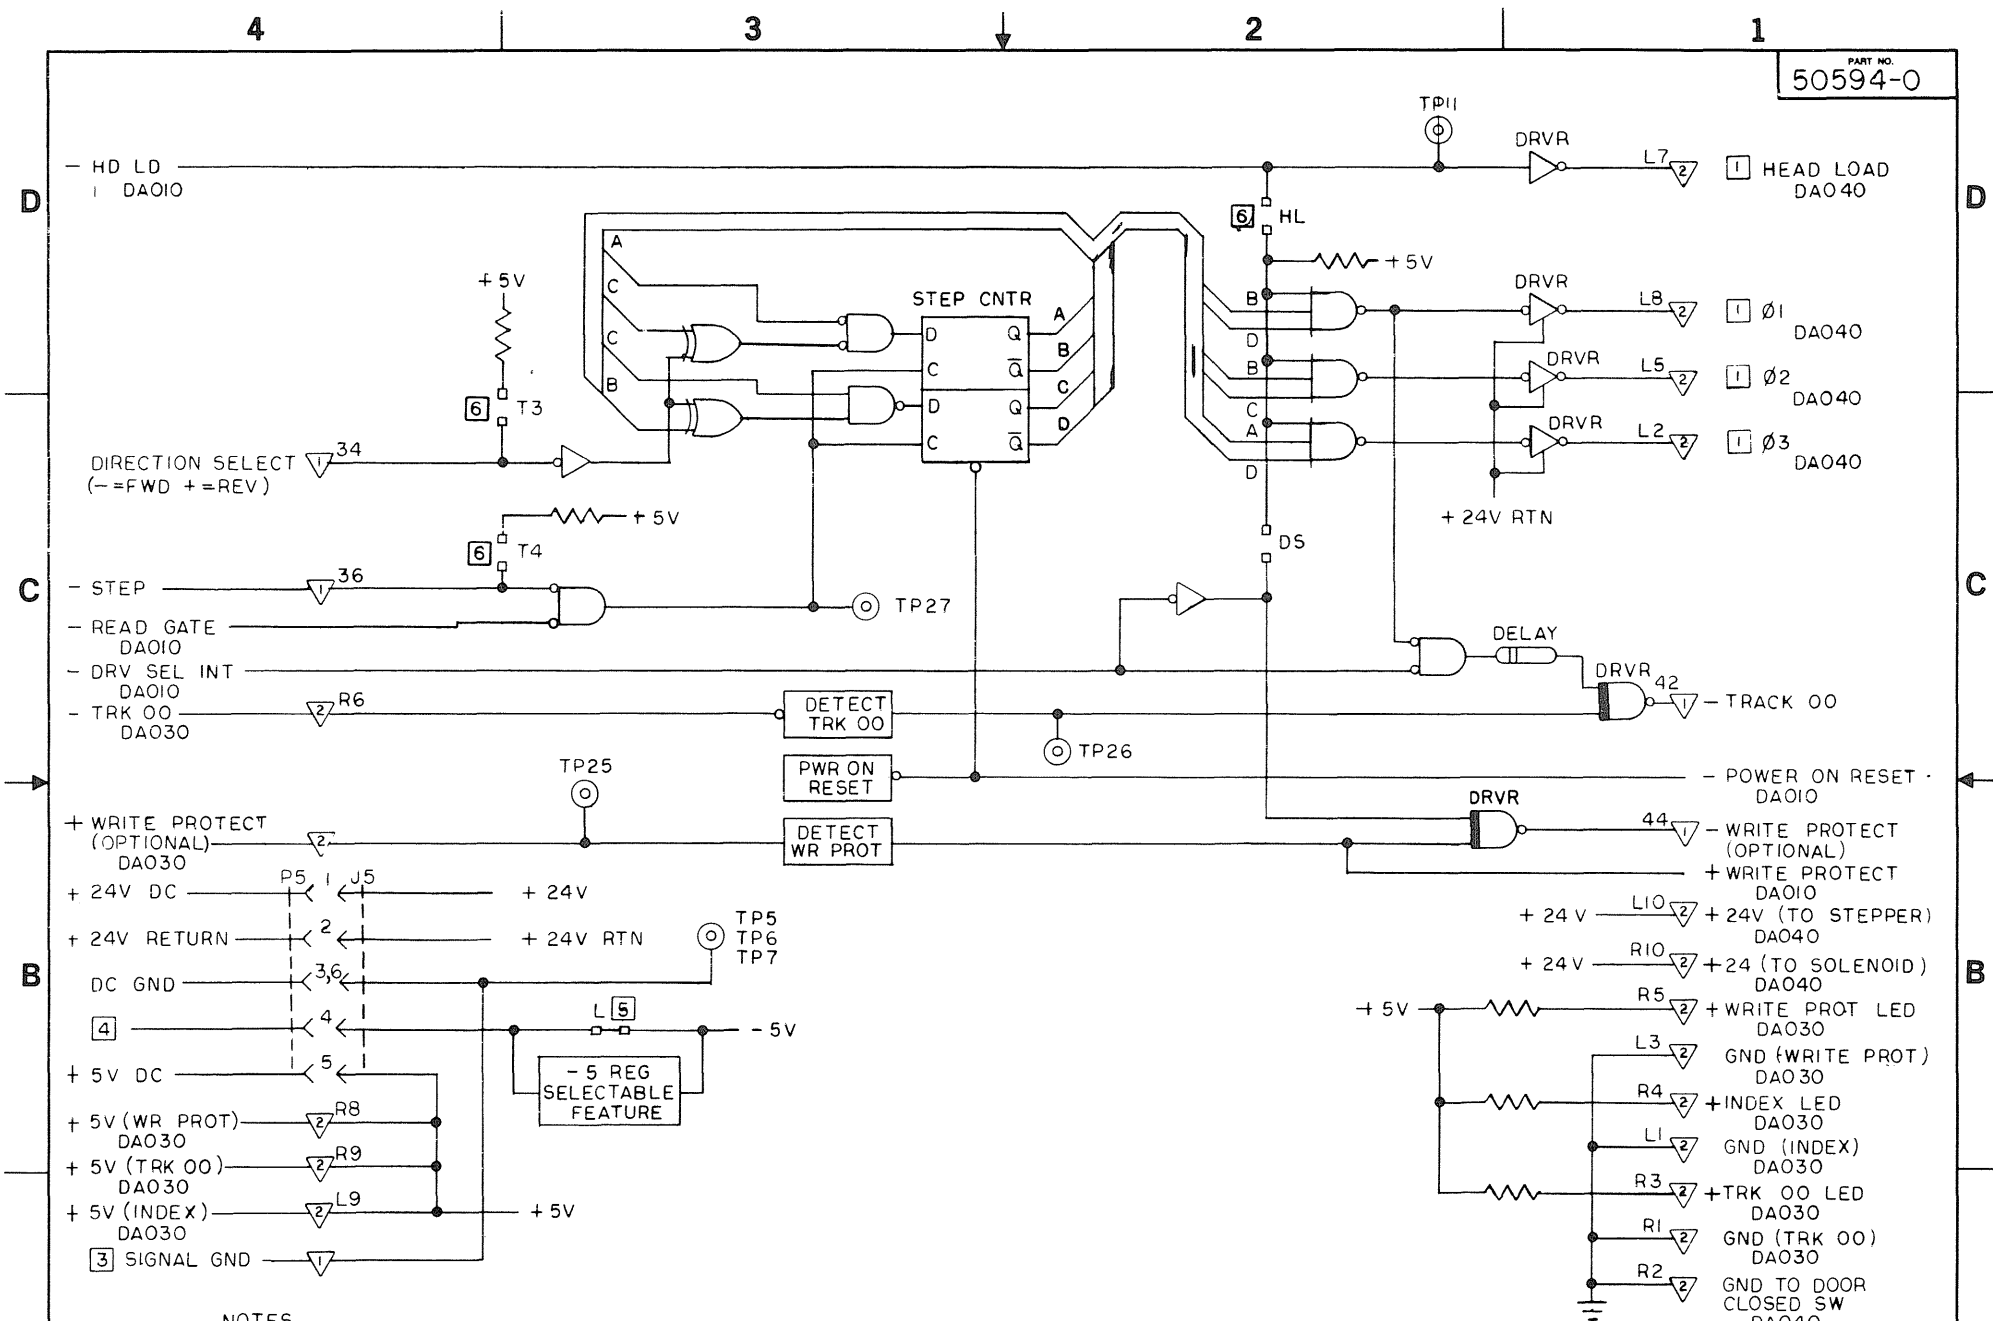 4 3 2 1
PART NO.
50594-0
D
D
C
C
B
B
- HD LD
1 DA010
+5V
6 T3
DIRECTION SELECT 1 34
(-=FWD +=REV)
+5V
6 T4
- STEP 1 36
- READ GATE
DA010
- DRV SEL INT
DA010
- TRK 00 2 R6
DA030
TP25
+ WRITE PROTECT
(OPTIONAL) 2
DA030
P5 1 J5
+ 24V DC
+ 24V
+ 24V RETURN 2
+ 24V RTN
DC GND 3,6
4 4
+ 5V DC 5
+ 5V (WR PROT) 2 R8
DA030
+ 5V (TRK 00) 2 R9
DA030
+ 5V (INDEX) 2 L9
DA030
+ 5V
3 SIGNAL GND 1
NOTES
TP5
TP6
TP7
L 5
- 5V
- 5 REG
SELECTABLE
FEATURE
A
C
C
B
STEP CNTR
D Q A
C Q̅ B
D Q C
C Q̅ D
TP27
DETECT
TRK 00
TP26
PWR ON
RESET
DETECT
WR PROT
TP11
6 HL
+5V
B
D
B
C
A
D
DS
DRVR
L7 2 1 HEAD LOAD
DA040
DRVR
L8 2 1 Ø1
DA040
DRVR
L5 2 1 Ø2
DA040
DRVR
L2 2 1 Ø3
DA040
+ 24V RTN
DELAY
DRVR
42 1 - TRACK 00
- POWER ON RESET
DA010
DRVR
44 1 - WRITE PROTECT
(OPTIONAL)
+ WRITE PROTECT
DA010
+ 24V L10 2 + 24V (TO STEPPER)
DA040
+ 24V R10 2 +24 (TO SOLENOID)
DA040
+ 5V R5 2 + WRITE PROT LED
DA030
L3 2 GND (WRITE PROT)
DA030
R4 2 +INDEX LED
DA030
L1 2 GND (INDEX)
DA030
R3 2 +TRK 00 LED
DA030
R1 2 GND (TRK 00)
DA030
R2 2 GND TO DOOR
CLOSED SW
DA040